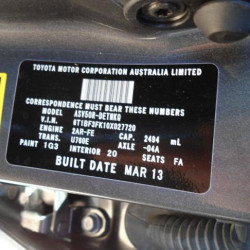 TOYOTA MOTOR CORPORATION AUSTRALIA LIMITED
CORRESPONDENCE MUST BEAR THESE NUMBERS
MODEL ASV50R-DETMKQ
V.I.N 6T1BF3FK10X027720
ENGINE 2AR-FE CAP. 2494 mL
TRANS. U760E AXLE -04A
PAINT 1G3 INTERIOR 20 SEATS FA
BUILT DATE MAR 13